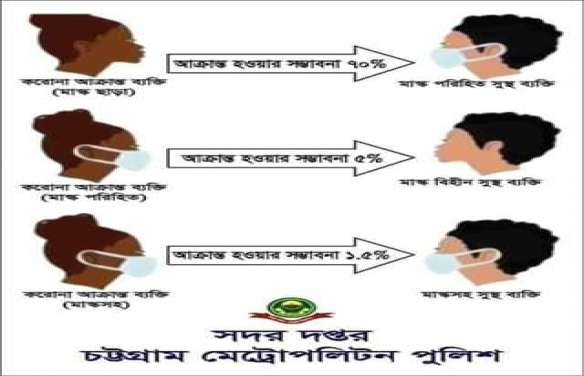 আক্রান্ত হওয়ার সম্ভাবনা ৭০%
করোনা আক্রান্ত ব্যক্তি
(মাস্ক ছাড়া)
মাস্ক পরিহিত সুস্থ ব্যক্তি
আক্রান্ত হওয়ার সম্ভাবনা ৫%
করোনা আক্রান্ত ব্যক্তি
(মাস্ক পরিহিত)
মাস্ক বিহীন সুস্থ ব্যক্তি
আক্রান্ত হওয়ার সম্ভাবনা ১.৫%
করোনা আক্রান্ত ব্যক্তি
(মাস্কসহ)
মাস্কসহ সুস্থ ব্যক্তি
সদর দপ্তর
চট্টগ্রাম মেট্রোপলিটন পুলিশ